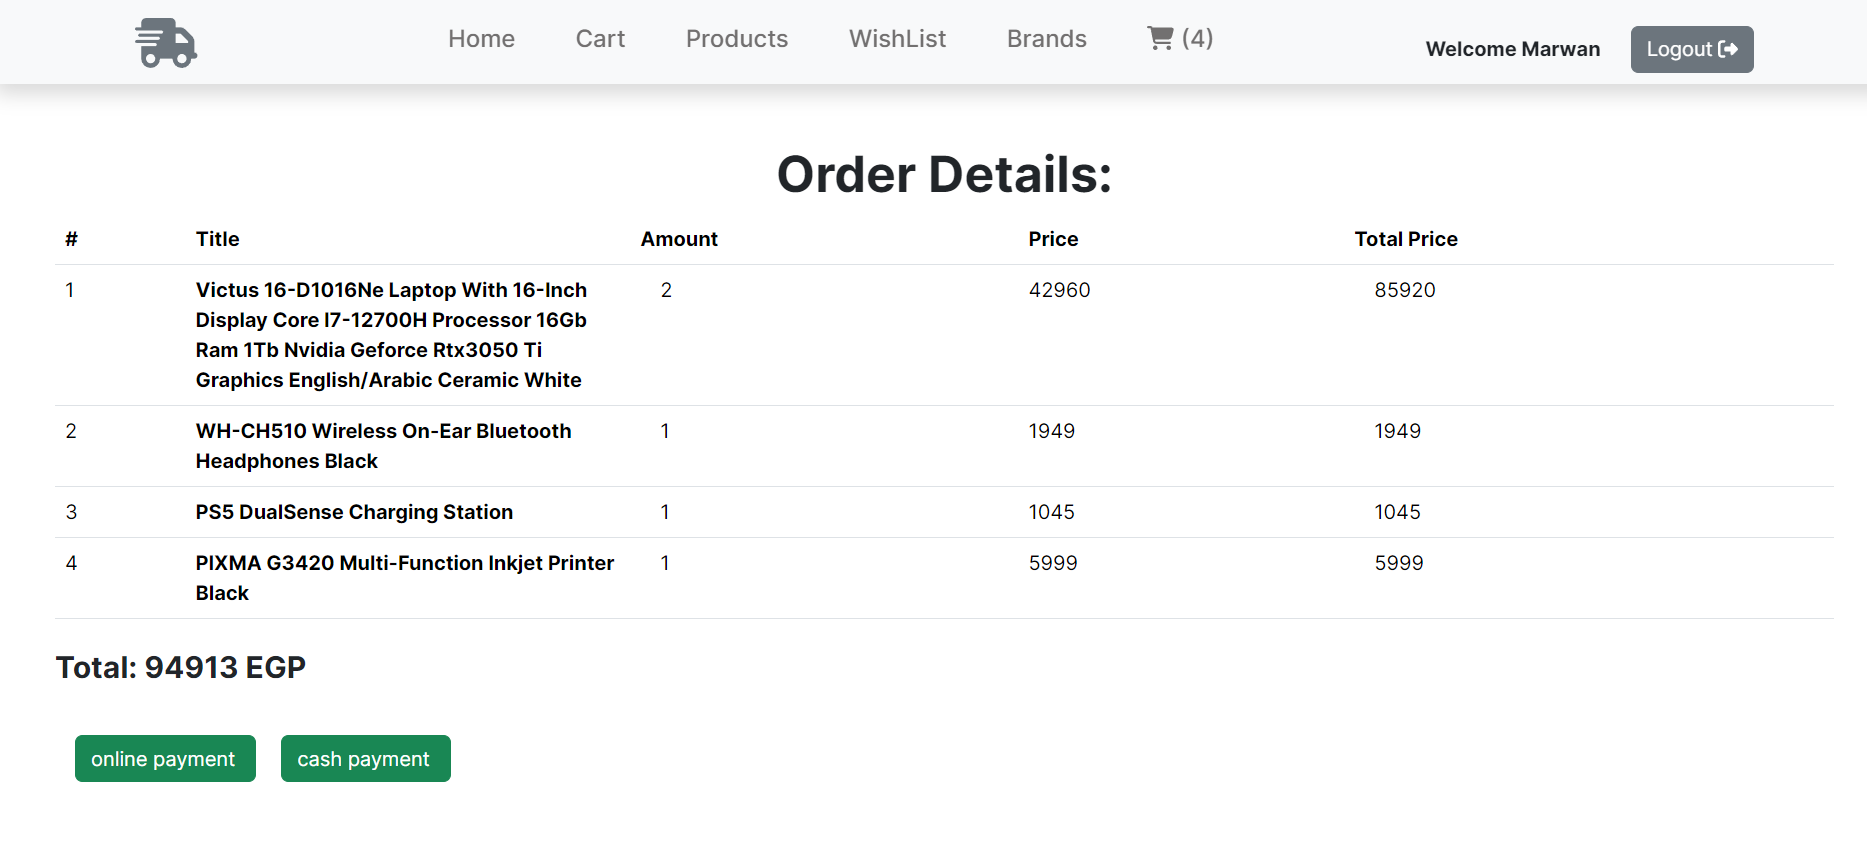 Home Cart Products WishList Brands (4) Welcome Marwan Logout
Order Details:
# Title Amount Price Total Price
1 Victus 16-D1016Ne Laptop With 16-Inch 2 42960 85920
Display Core I7-12700H Processor 16Gb
Ram 1Tb Nvidia Geforce Rtx3050 Ti
Graphics English/Arabic Ceramic White
2 WH-CH510 Wireless On-Ear Bluetooth 1 1949 1949
Headphones Black
3 PS5 DualSense Charging Station 1 1045 1045
4 PIXMA G3420 Multi-Function Inkjet Printer 1 5999 5999
Black
Total: 94913 EGP
online payment cash payment